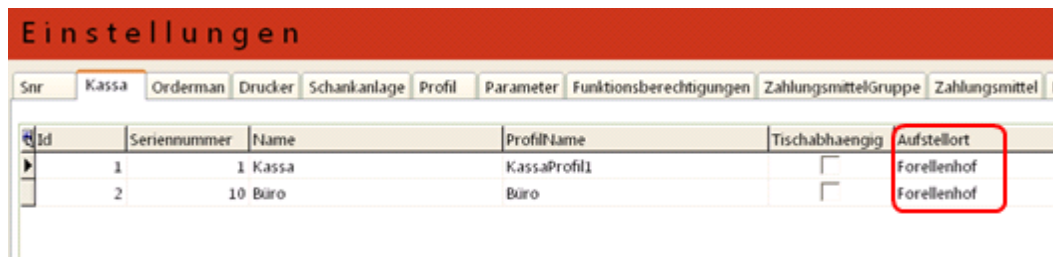 Einstellungen
Snr Kassa Orderman Drucker Schankanlage Profil Parameter Funktionsberechtigungen ZahlungsmittelGruppe Zahlungsmittel
Id Seriennummer Name ProfilName Tischabhaengig Aufstellort
1 1 Kassa KassaProfil1 Forellenhof
2 10 Büro Büro Forellenhof